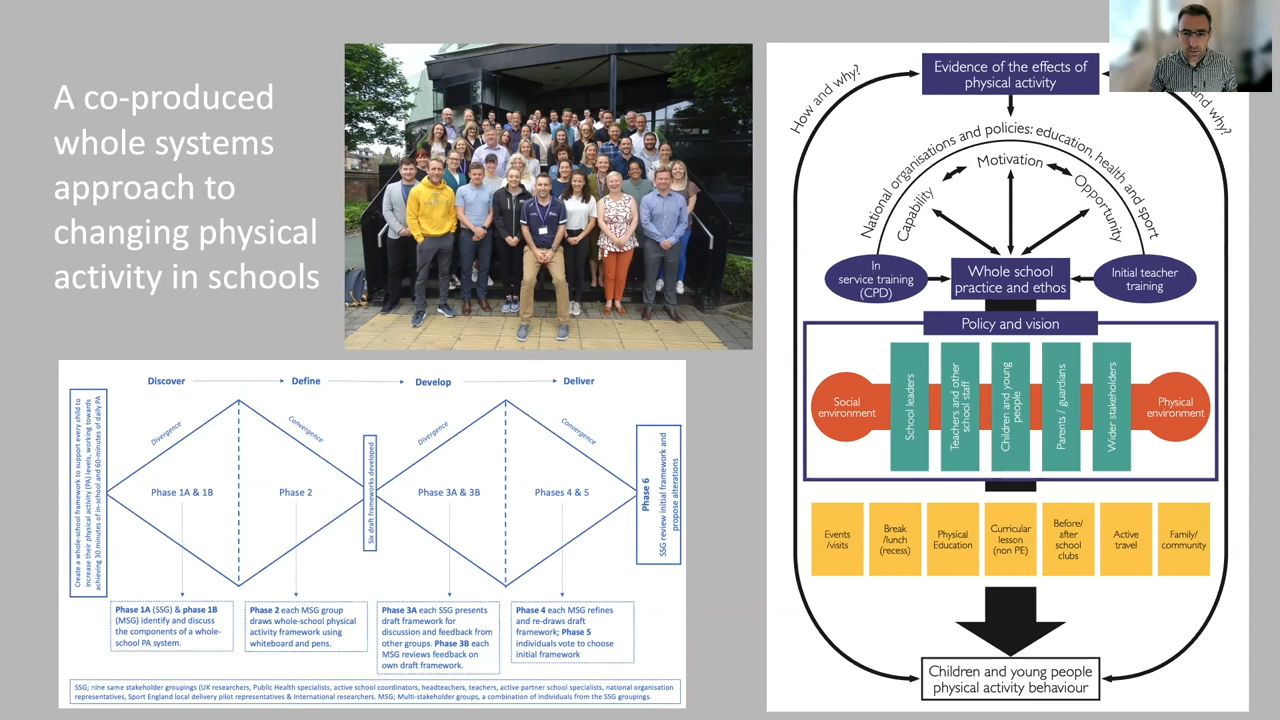 A co-produced
whole systems
approach to
changing physical
activity in schools
Discover
Define
Develop
Deliver
Create a whole-school framework to support every child to
increase their physical activity (PA) levels, working towards
achieving 30 minutes of in-school and 60-minutes of daily PA
Divergence
Convergence
Divergence
Convergence
Phase 1A & 1B
Phase 2
Six draft frameworks developed
Phase 3A & 3B
Phases 4 & 5
Phase 6
SSG review initial framework and
propose alterations
Phase 1A (SSG) & phase 1B
(MSG) identify and discuss
the components of a whole-
school PA system.
Phase 2 each MSG group
draws whole-school physical
activity framework using
whiteboard and pens.
Phase 3A each SSG presents
draft framework for
discussion and feedback from
other groups. Phase 3B each
MSG reviews feedback on
own draft framework.
Phase 4 each MSG refines
and re-draws draft
framework; Phase 5
individuals vote to choose
initial framework
SSG; nine same stakeholder groupings (UK researchers, Public Health specialists, active school coordinators, headteachers, teachers, active partner school specialists, national organisation
representatives, Sport England local delivery pilot representatives & International researchers. MSG; Multi-stakeholder groups, a combination of individuals from the SSG groupings.
Evidence of the effects of
physical activity
How and why?
and why?
National organisations and policies: education, health and sport
Motivation
Capability
Opportunity
In
service training
(CPD)
Whole school
practice and ethos
Initial teacher
training
Policy and vision
Social
environment
School leaders
Teachers and other
school staff
Children and young
people
Parents / guardians
Wider stakeholders
Physical
environment
Events
/visits
Break
/lunch
(recess)
Physical
Education
Curricular
lesson
(non PE)
Before/
after
school
clubs
Active
travel
Family/
community
Children and young people
physical activity behaviour